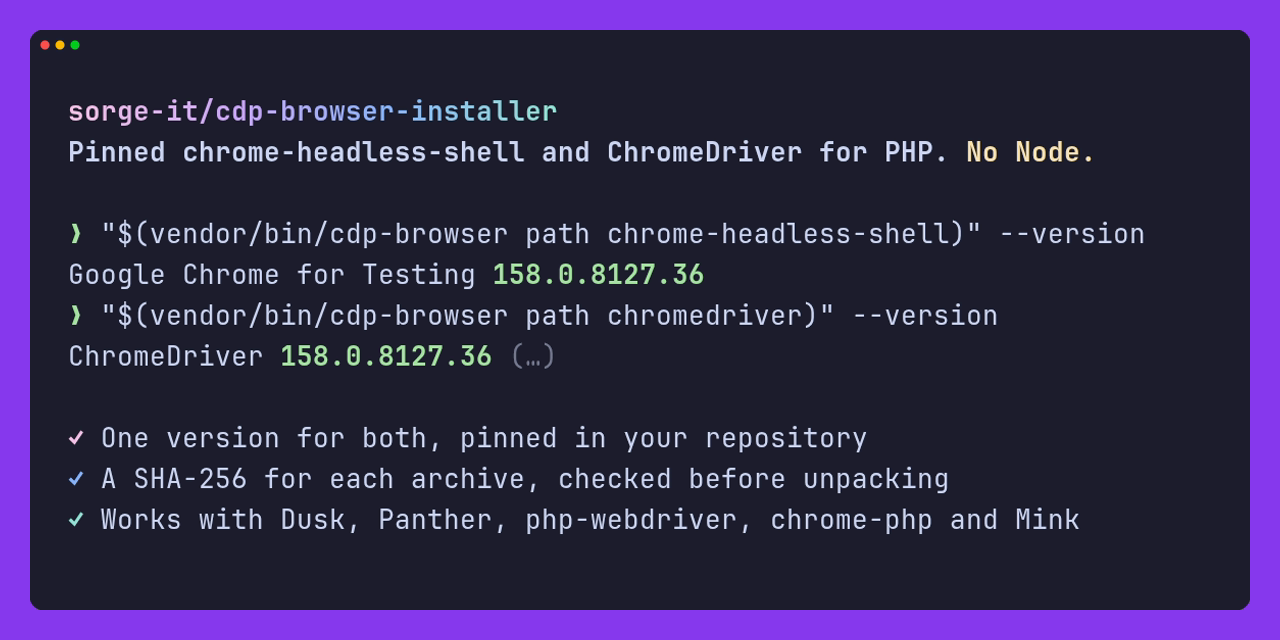 sorge-it/cdp-browser-installer
Pinned chrome-headless-shell and ChromeDriver for PHP. No Node.
❯ "$(vendor/bin/cdp-browser path chrome-headless-shell)" --version
Google Chrome for Testing 158.0.8127.36
❯ "$(vendor/bin/cdp-browser path chromedriver)" --version
ChromeDriver 158.0.8127.36 (…)
✓ One version for both, pinned in your repository
✓ A SHA-256 for each archive, checked before unpacking
✓ Works with Dusk, Panther, php-webdriver, chrome-php and Mink